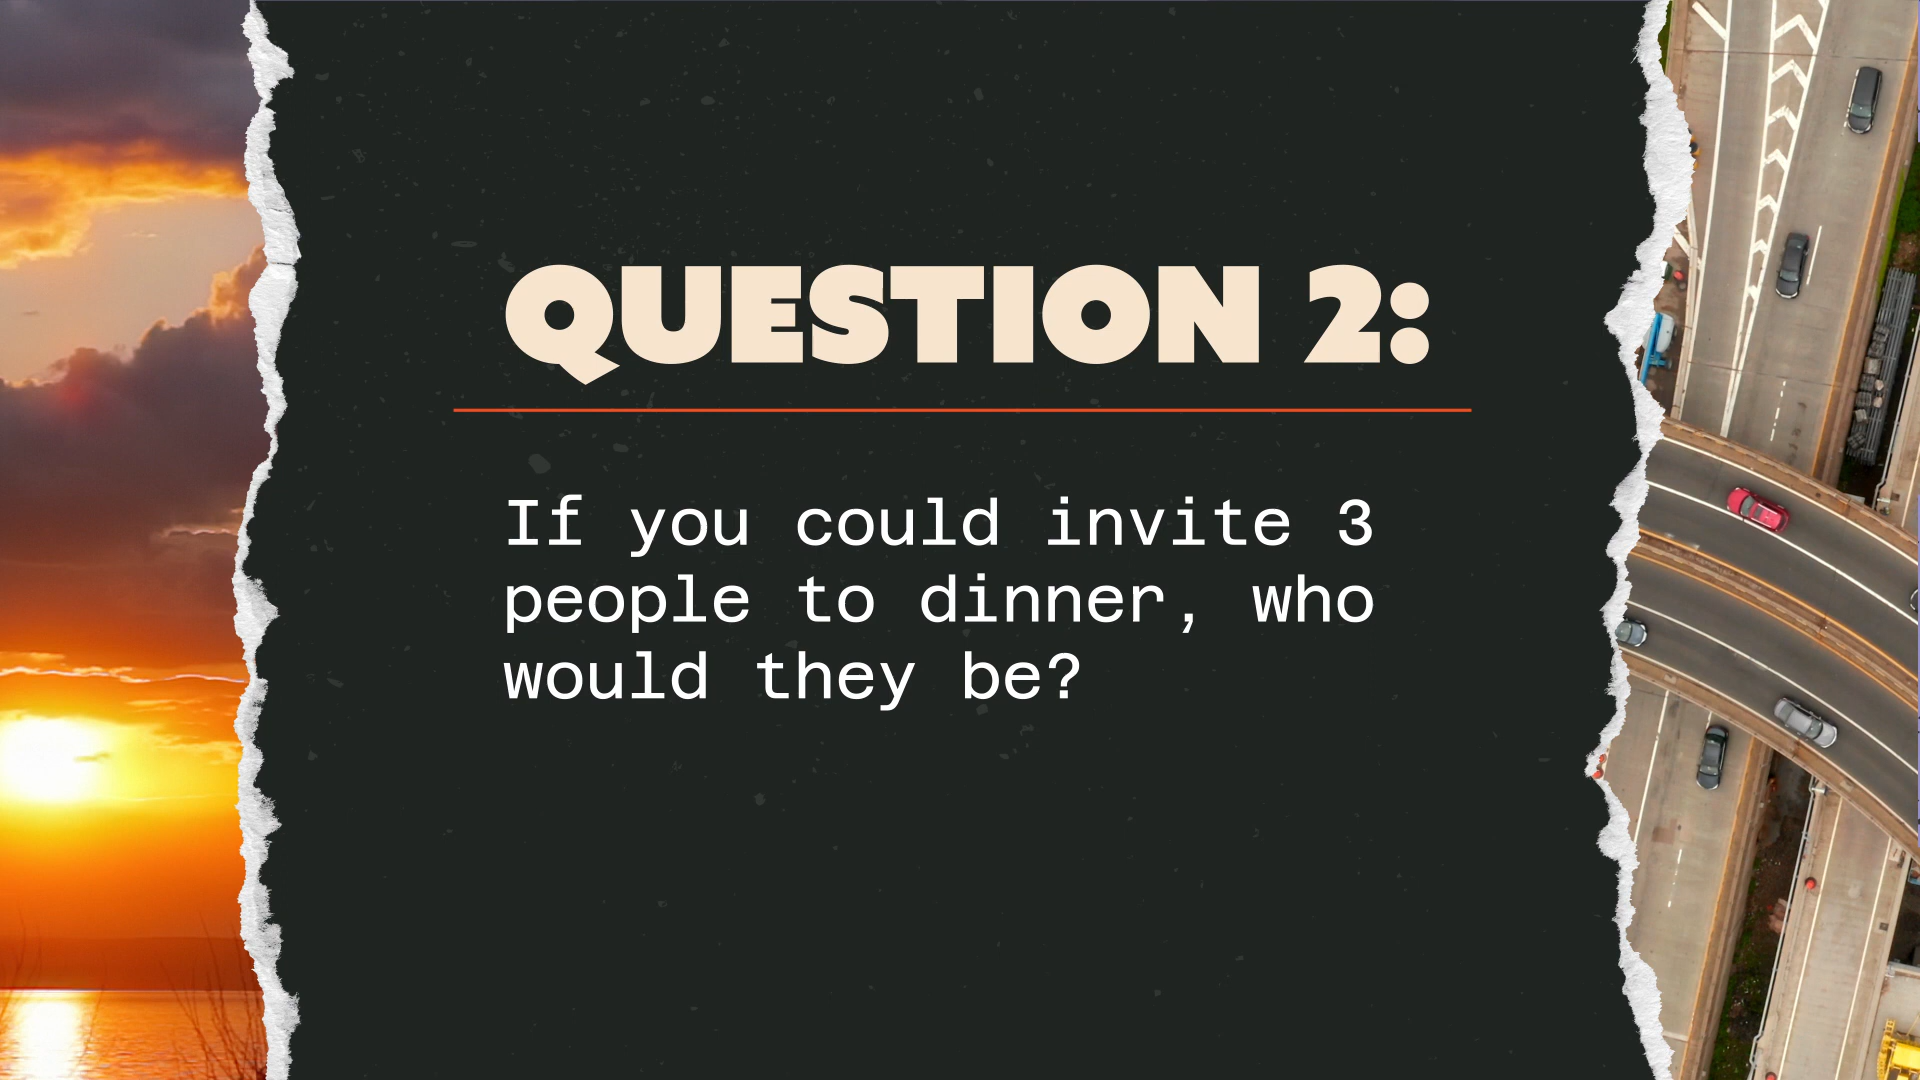 QUESTION 2:
If you could invite 3
people to dinner, who
would they be?